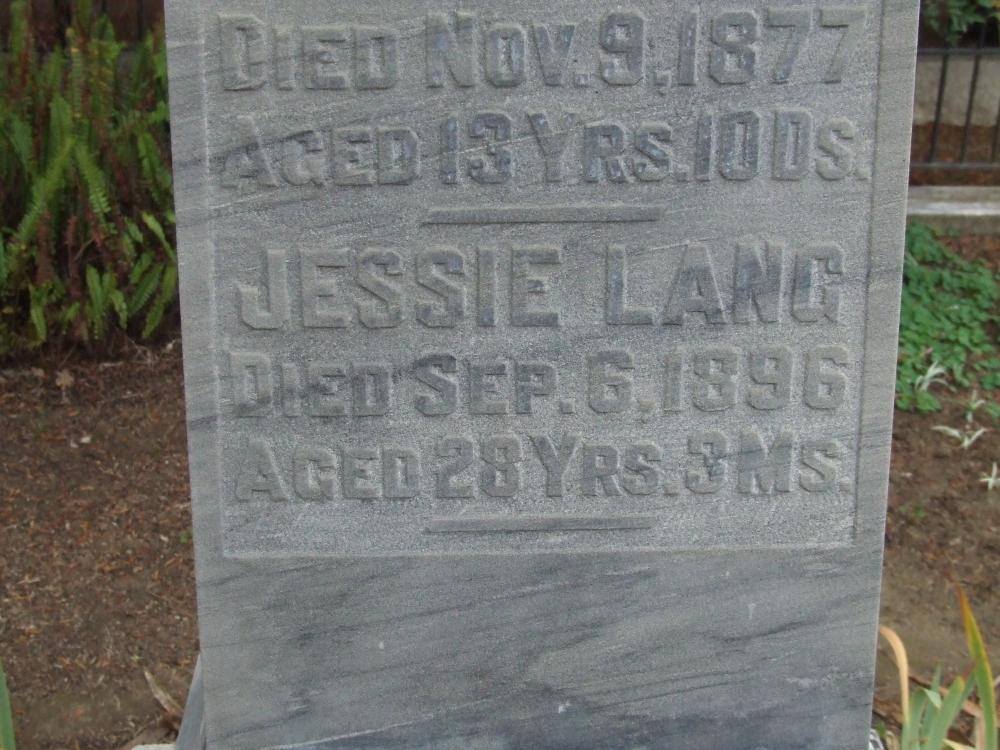 DIED NOV. 9, 1877
AGED 13 YRS. 10 DS.
JESSIE LANG
DIED SEP. 6, 1896
AGED 28 YRS. 3 MS.